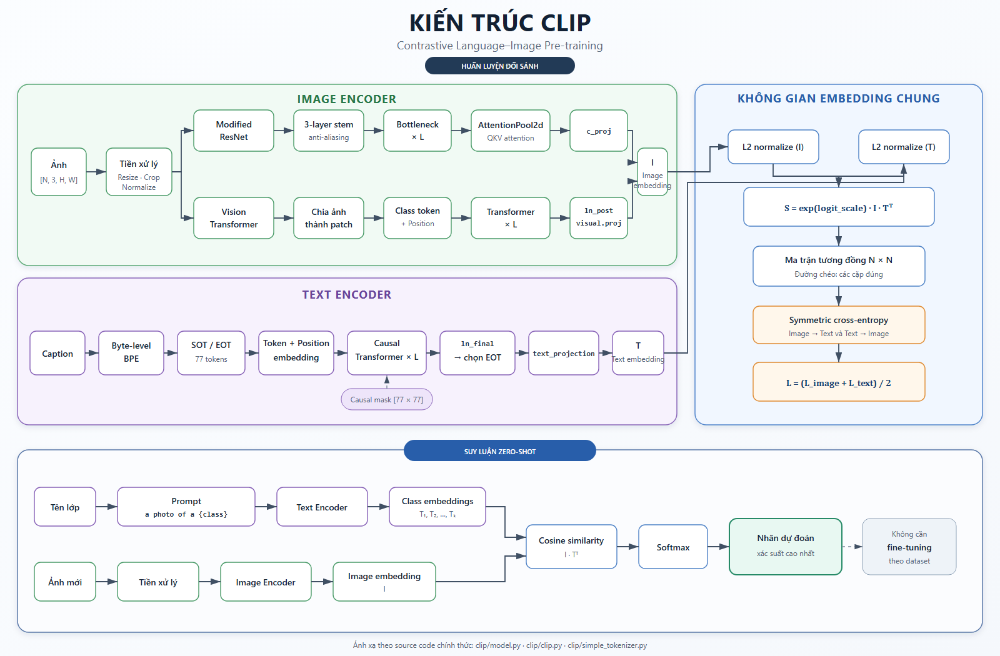 KIẾN TRÚC CLIP
Contrastive Language–Image Pre-training
HUẤN LUYỆN ĐỐI SÁNH
IMAGE ENCODER
Ảnh
[N, 3, H, W]
Tiền xử lý
Resize · Crop
Normalize
Modified
ResNet
3-layer stem
anti-aliasing
Bottleneck
× L
AttentionPool2d
QKV attention
c_proj
Vision
Transformer
Chia ảnh
thành patch
Class token
+ Position
Transformer
× L
ln_post
visual.proj
I
Image
embedding
TEXT ENCODER
Caption
Byte-level
BPE
SOT / EOT
77 tokens
Token + Position
embedding
Causal
Transformer × L
Causal mask [77 × 77]
ln_final
→ chọn EOT
text_projection
T
Text embedding
KHÔNG GIAN EMBEDDING CHUNG
L2 normalize (I)
L2 normalize (T)
S = exp(logit_scale) · I · Tᵀ
Ma trận tương đồng N × N
Đường chéo: các cặp đúng
Symmetric cross-entropy
Image → Text và Text → Image
L = (L_image + L_text) / 2
SUY LUẬN ZERO-SHOT
Tên lớp
Prompt
a photo of a {class}
Text Encoder
Class embeddings
T₁, T₂, ..., Tₖ
Ảnh mới
Tiền xử lý
Image Encoder
Image embedding
I
Cosine similarity
I · Tᵀ
Softmax
Nhãn dự đoán
xác suất cao nhất
Không cần
fine-tuning
theo dataset
Ánh xạ theo source code chính thức: clip/model.py · clip/clip.py · clip/simple_tokenizer.py